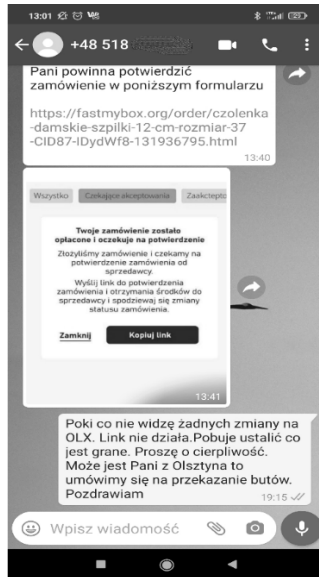 13:01
+48 518
Pani powinna potwierdzić
zamówienie w poniższym formularzu
https://fastmybox.org/order/czolenka
-damskie-szpilki-12-cm-rozmiar-37
-CID87-IDydWf8-131936795.html
13:40
Wszystko Czekające akceptowania Zaakcepto
Twoje zamówienie zostało
opłacone i oczekuje na potwierdzenie
Złożyliśmy zamówienie i czekamy na
potwierdzenie zamówienia od
sprzedawcy.
Wyślij link do potwierdzenia
zamówienia i otrzymania środków do
sprzedawcy i spodziewaj się zmiany
statusu zamówienia.
Zamknij Kopiuj link
13:41
Poki co nie widzę żadnych zmiany na
OLX. Link nie działa.Pobuje ustalić co
jest grane. Proszę o cierpliwość.
Może jest Pani z Olsztyna to
umówimy się na przekazanie butów.
Pozdrawiam
19:15
Wpisz wiadomość